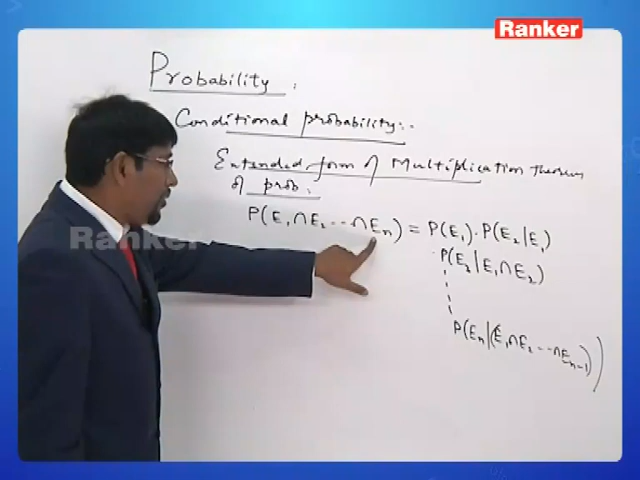 Ranker
Probability :
Conditional probability:-
Extended form of Multiplication theorem
of prob:
P(E₁∩E₂---∩Eₙ) = P(E₁)·P(E₂|E₁)
·P(E₃|E₁∩E₂)
P(Eₙ|(E₁∩E₂---∩Eₙ₋₁))
Ranker Ranker